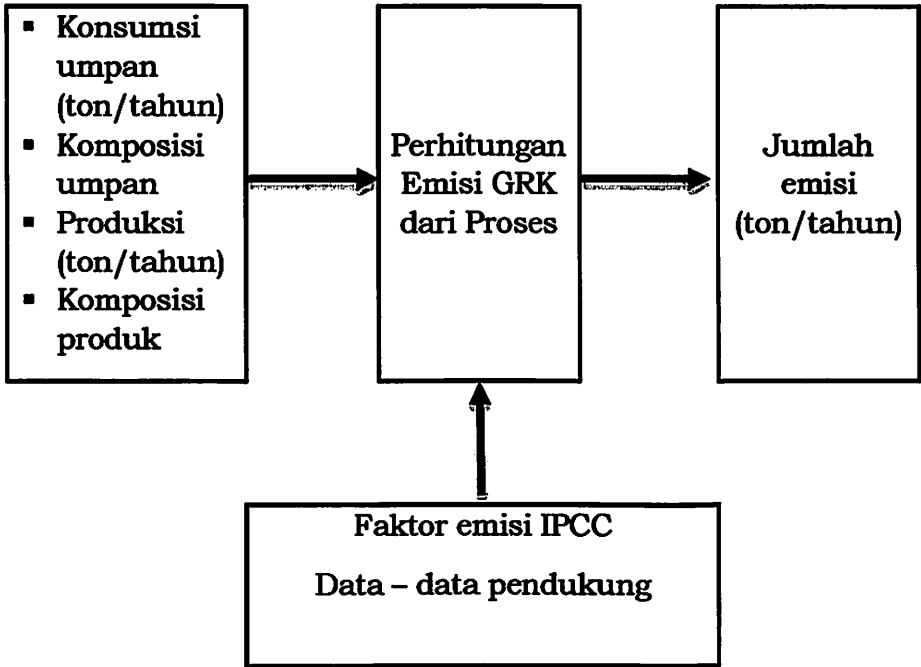 ▪ Konsumsi
umpan
(ton/tahun)
▪ Komposisi
umpan
▪ Produksi
(ton/tahun)
▪ Komposisi
produk
Perhitungan
Emisi GRK
dari Proses
Jumlah
emisi
(ton/tahun)
Faktor emisi IPCC
Data – data pendukung